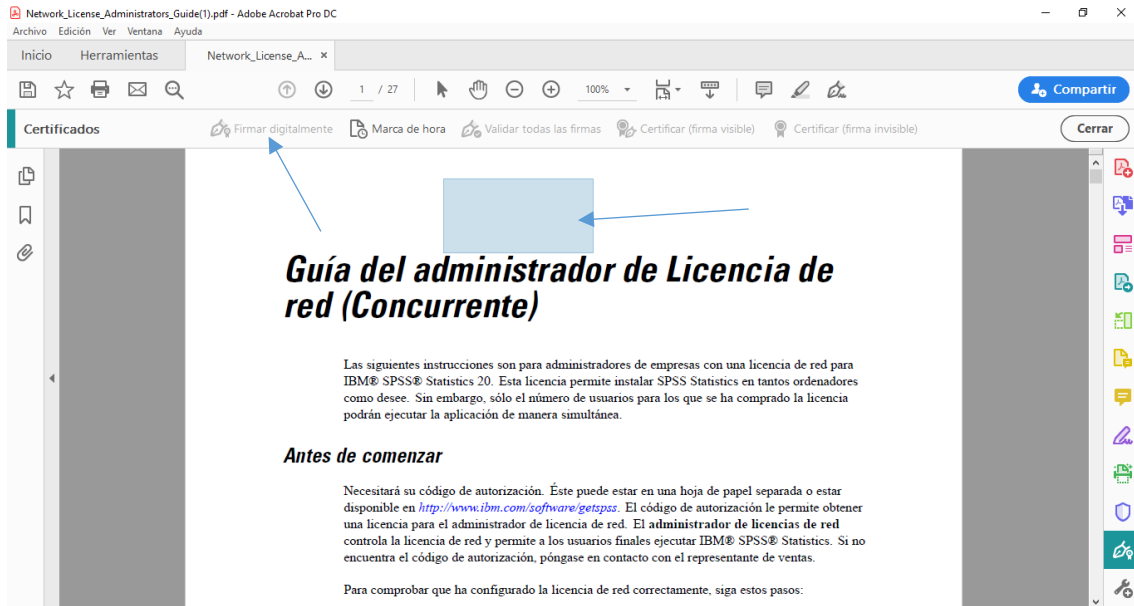 Network_License_Administrators_Guide(1).pdf - Adobe Acrobat Pro DC
Archivo Edición Ver Ventana Ayuda
Inicio Herramientas Network_License_A... ×
1 / 27 100% Compartir
Certificados Firmar digitalmente Marca de hora Validar todas las firmas Certificar (firma visible) Certificar (firma invisible) Cerrar
Guía del administrador de Licencia de
red (Concurrente)
Las siguientes instrucciones son para administradores de empresas con una licencia de red para
IBM® SPSS® Statistics 20. Esta licencia permite instalar SPSS Statistics en tantos ordenadores
como desee. Sin embargo, sólo el número de usuarios para los que se ha comprado la licencia
podrán ejecutar la aplicación de manera simultánea.
Antes de comenzar
Necesitará su código de autorización. Éste puede estar en una hoja de papel separada o estar
disponible en http://www.ibm.com/software/getspss. El código de autorización le permite obtener
una licencia para el administrador de licencia de red. El administrador de licencias de red
controla la licencia de red y permite a los usuarios finales ejecutar IBM® SPSS® Statistics. Si no
encuentra el código de autorización, póngase en contacto con el representante de ventas.
Para comprobar que ha configurado la licencia de red correctamente, siga estos pasos: